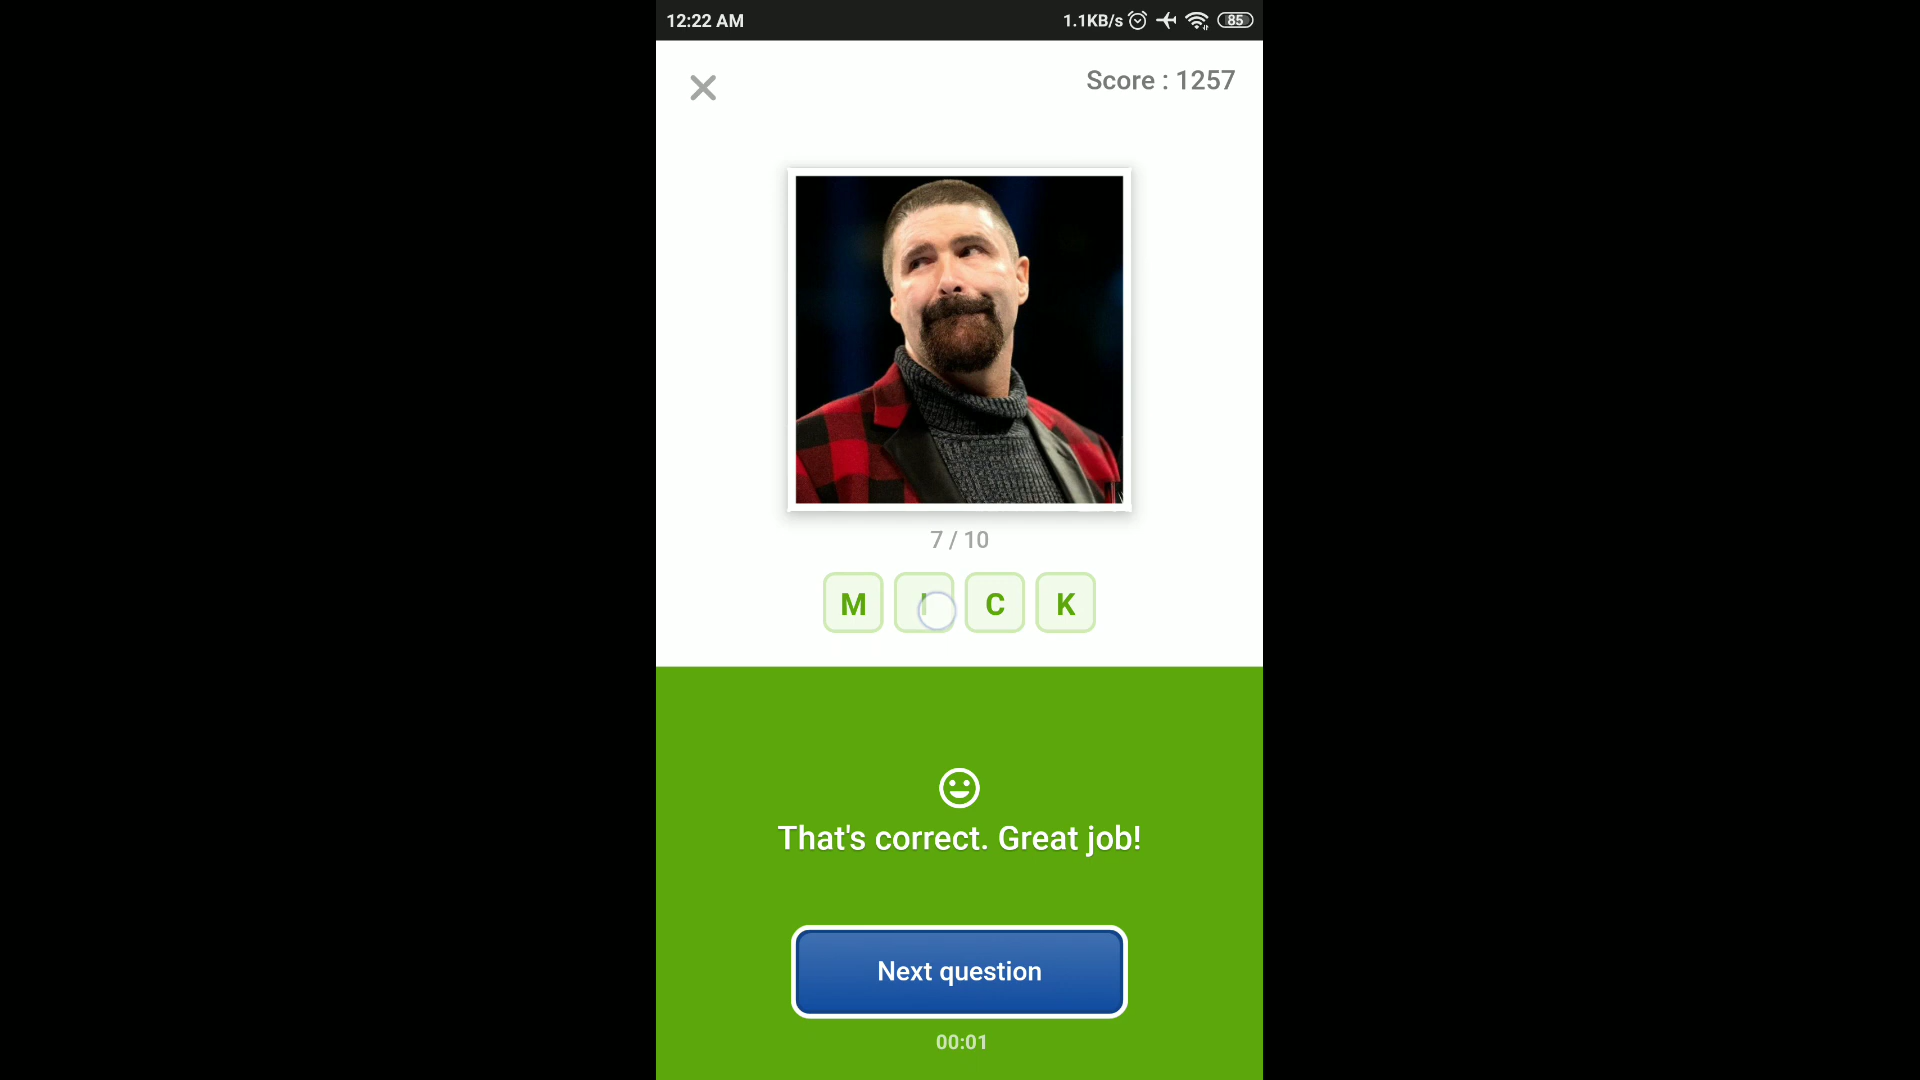 12:22 AM 1.1KB/s 85
Score : 1257
7 / 10
M I C K
That's correct. Great job!
Next question
00:01